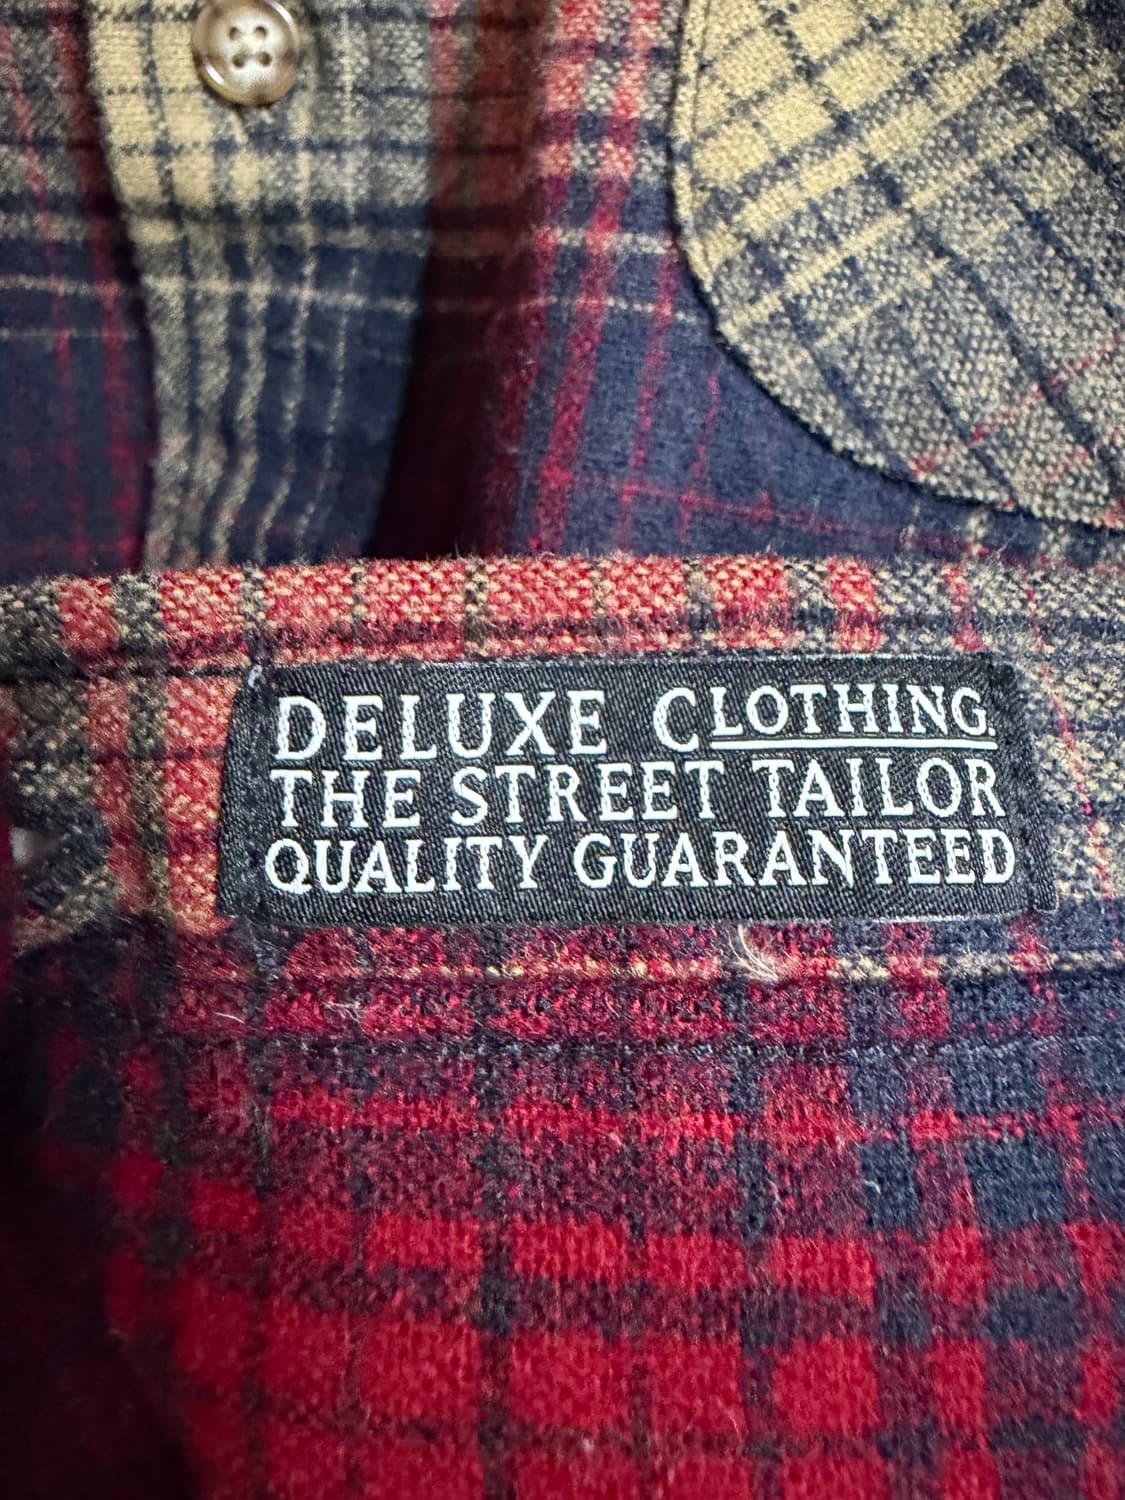 DELUXE CLOTHING.
THE STREET TAILOR
QUALITY GUARANTEED